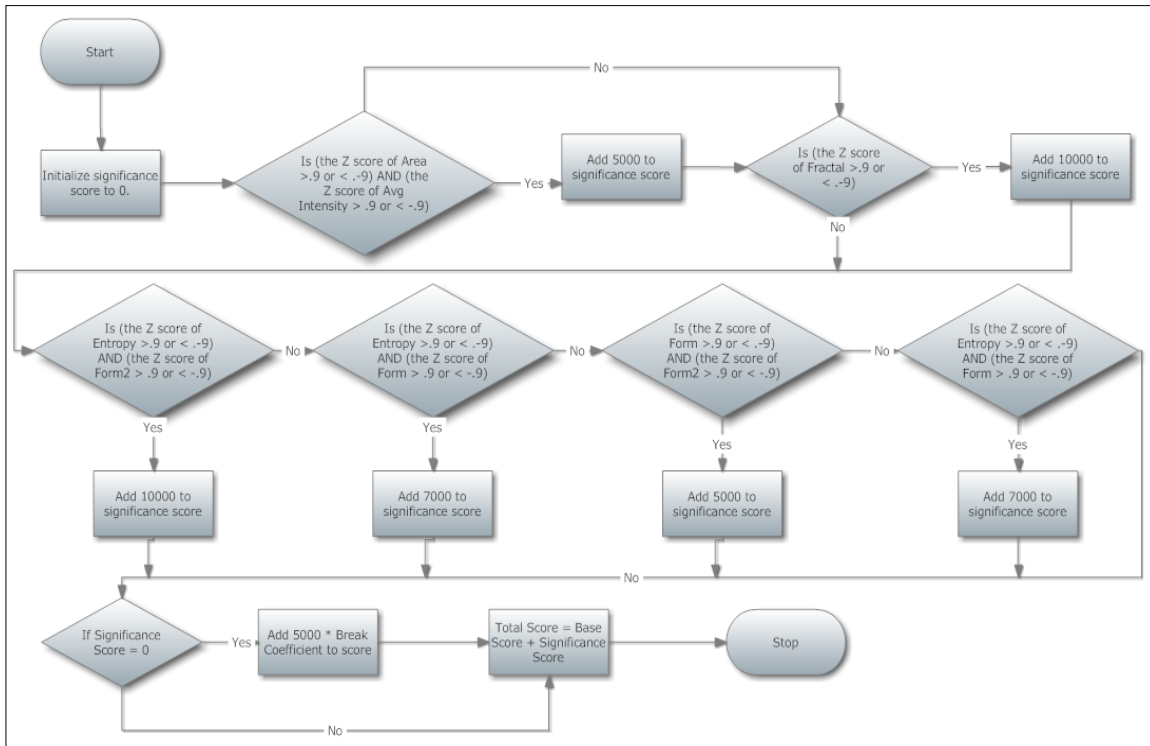 Start
No
Initialize significance
score to 0.
Is (the Z score of Area
>.9 or < .-9) AND (the
Z score of Avg
Intensity > .9 or < -.9)
Yes
Add 5000 to
significance score
Is (the Z score
of Fractal >.9 or
< .-9)
Yes
Add 10000 to
significance score
No
Is (the Z score of
Entropy >.9 or < .-9)
AND (the Z score of
Form2 > .9 or < -.9)
No
Is (the Z score of
Entropy >.9 or < .-9)
AND (the Z score of
Form > .9 or < -.9)
No
Is (the Z score of
Form >.9 or < .-9)
AND (the Z score of
Form2 > .9 or < -.9)
No
Is (the Z score of
Entropy >.9 or < .-9)
AND (the Z score of
Form > .9 or < -.9)
Yes
Yes
Yes
Yes
Add 10000 to
significance score
Add 7000 to
significance score
Add 5000 to
significance score
Add 7000 to
significance score
No
If Significance
Score = 0
Yes
Add 5000 * Break
Coefficient to score
Total Score = Base
Score + Significance
Score
Stop
No